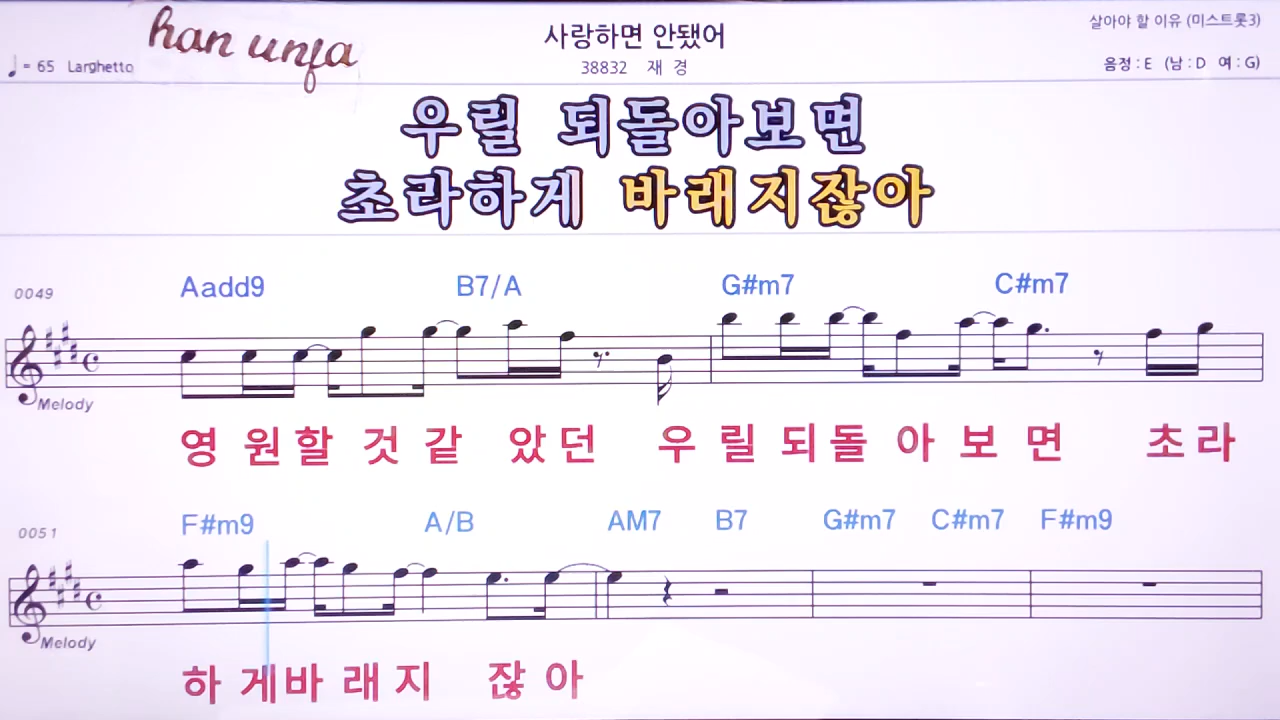 han unfa
사랑하면 안됐어
살아야 할 이유 (미스트롯3)
♩ = 65 Larghetto
38832 재 경
음정 : E (남 : D 여 : G)
우릴 되돌아보면
초라하게 바래지잖아
0049
Aadd9 B7/A G#m7 C#m7
Melody
영 원 할 것 같 았 던 우 릴 되 돌 아 보 면 초 라
0051
F#m9 A/B AM7 B7 G#m7 C#m7 F#m9
Melody
하 게 바 래 지 잖 아